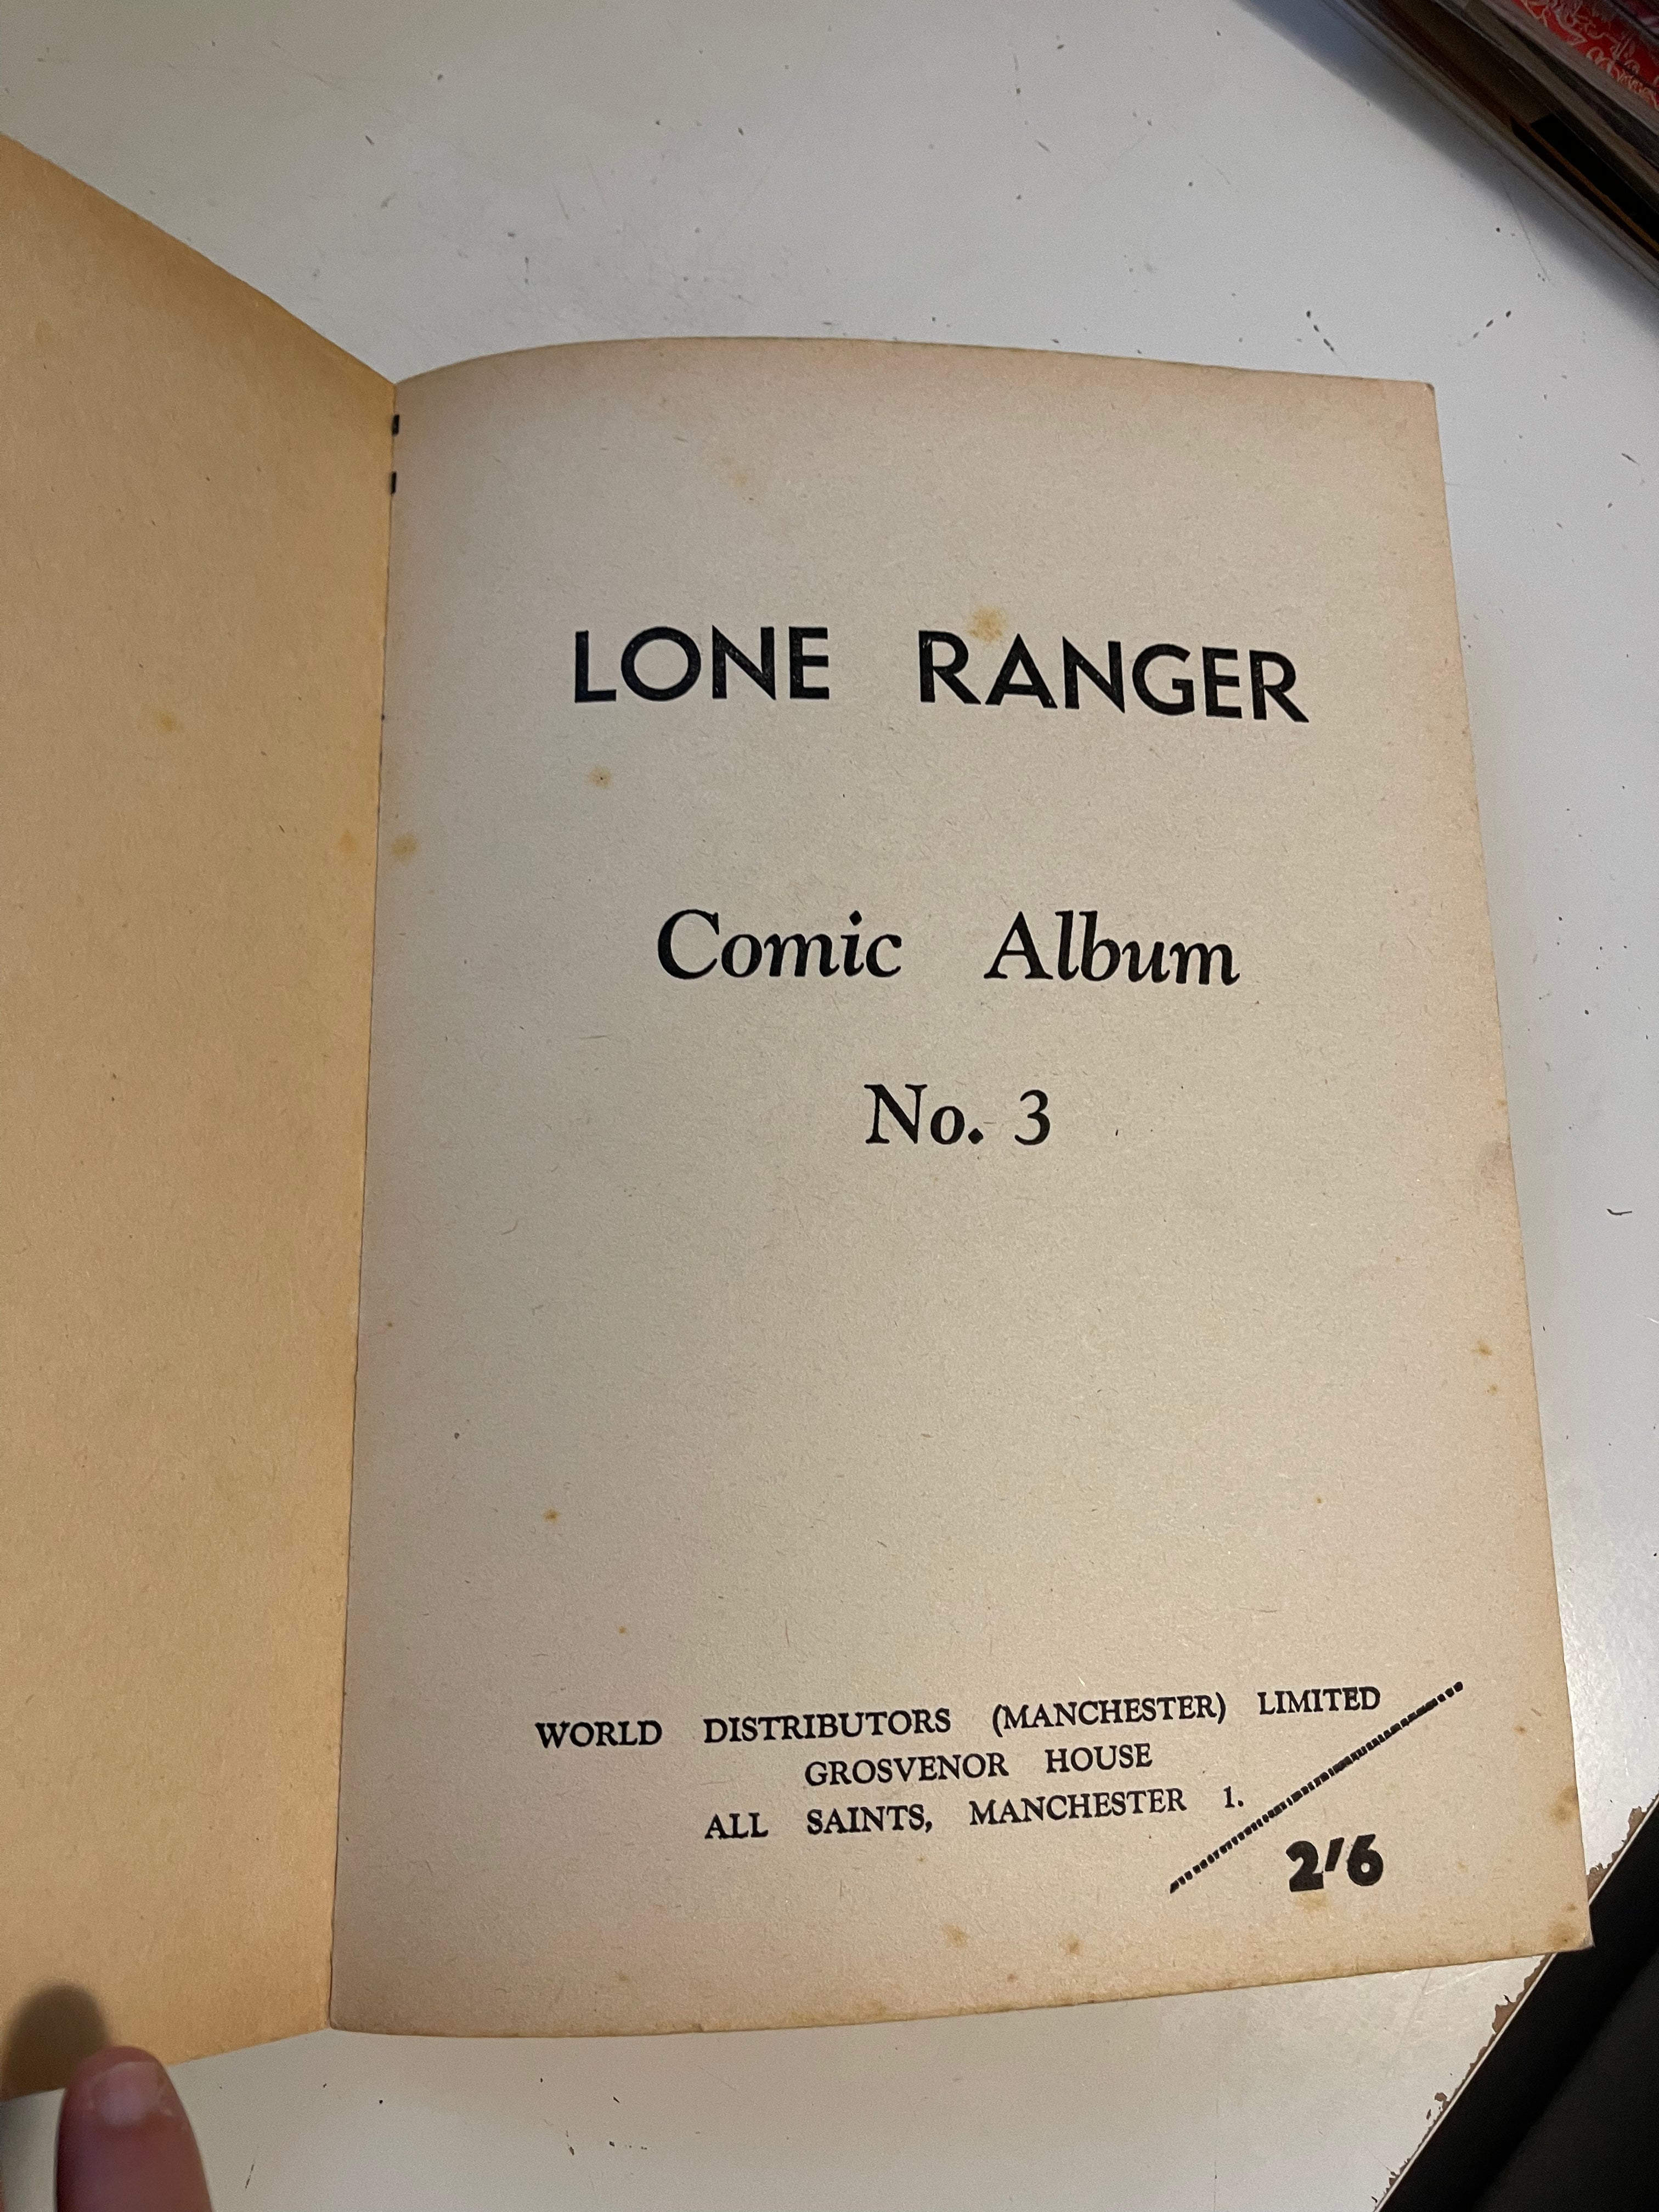 LONE RANGER
Comic Album
No. 3
WORLD DISTRIBUTORS (MANCHESTER) LIMITED
GROSVENOR HOUSE
ALL SAINTS, MANCHESTER 1.
2'6